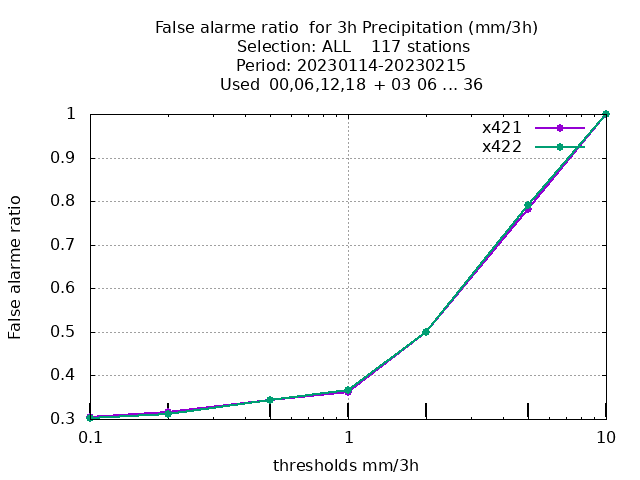 False alarme ratio  for 3h Precipitation (mm/3h)
Selection: ALL    117 stations
Period: 20230114-20230215
Used  00,06,12,18  + 03 06 ... 36
x421
x422
1
0.9
0.8
0.7
0.6
0.5
0.4
0.3
False alarme ratio
0.1
1
10
thresholds mm/3h